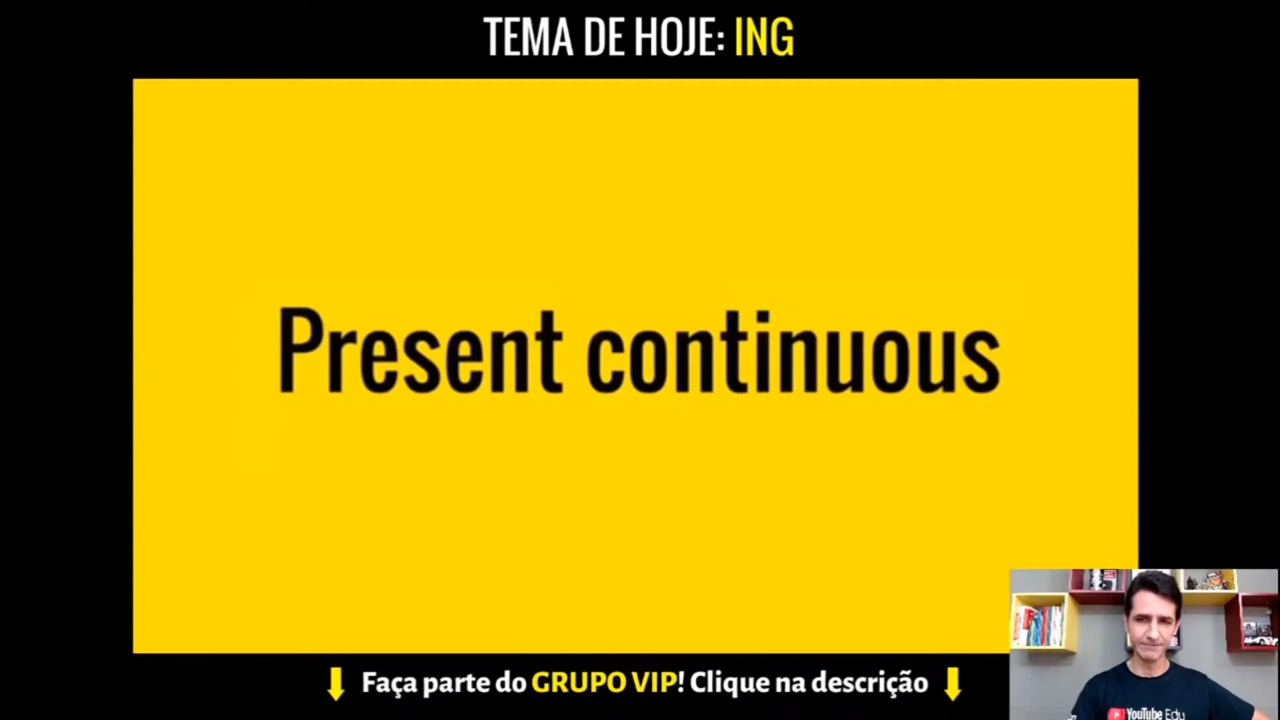 TEMA DE HOJE: ING
Present continuous
Faça parte do GRUPO VIP! Clique na descrição
YouTube Edu